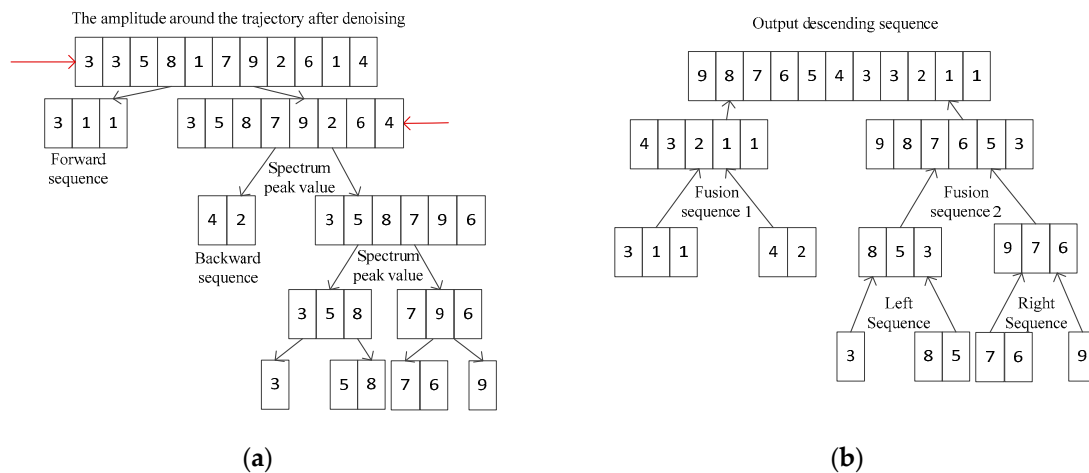 The amplitude around the trajectory after denoising
3 3 5 8 1 7 9 2 6 1 4
3 1 1
3 5 8 7 9 2 6 4
Forward
sequence
Spectrum
peak value
4 2
3 5 8 7 9 6
Backward
sequence
Spectrum
peak value
3 5 8
7 9 6
3
5 8
7 6
9
(a)
Output descending sequence
9 8 7 6 5 4 3 3 2 1 1
4 3 2 1 1
9 8 7 6 5 3
Fusion
sequence 1
Fusion
sequence 2
3 1 1
4 2
8 5 3
9 7 6
Left
Sequence
Right
Sequence
3
8 5
7 6
9
(b)